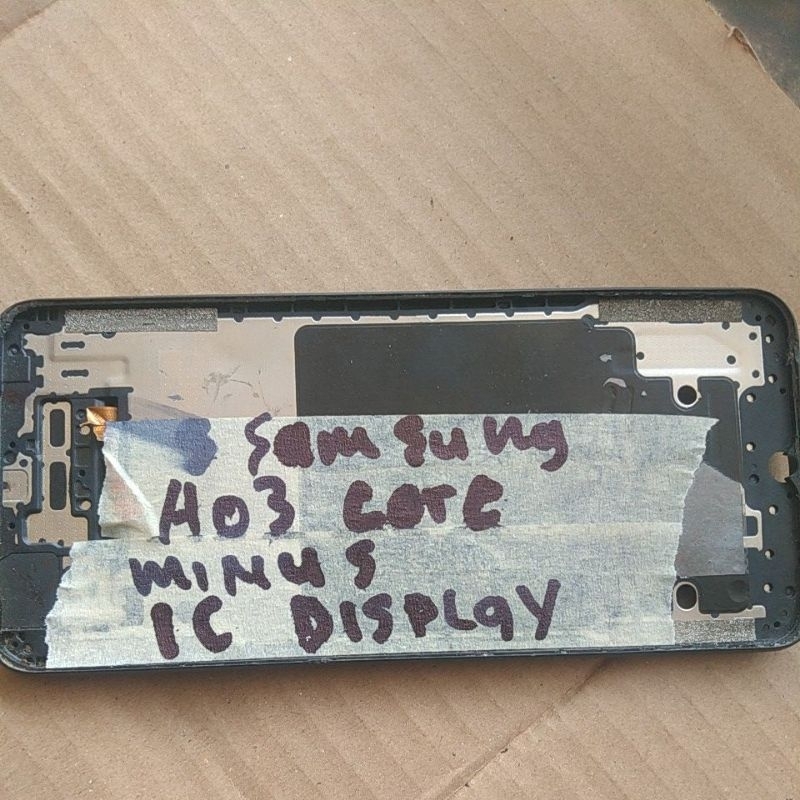 Samsung
A03 CORE
MINUS
IC DISPLAY